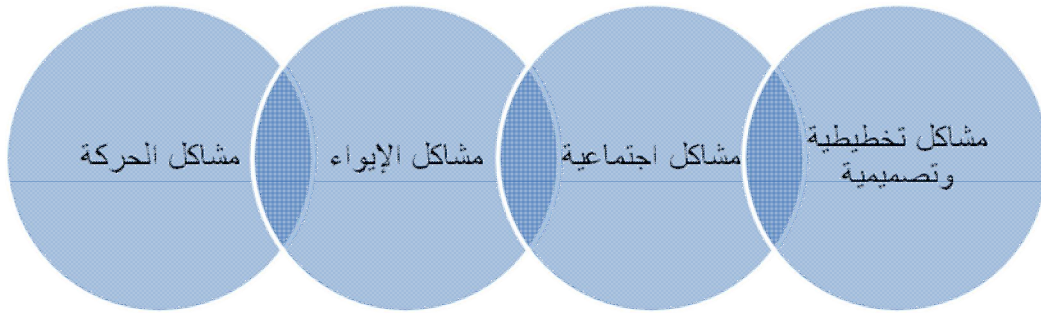 مشاكل تخطيطية
وتصميمية
مشاكل اجتماعية
مشاكل الإيواء
مشاكل الحركة